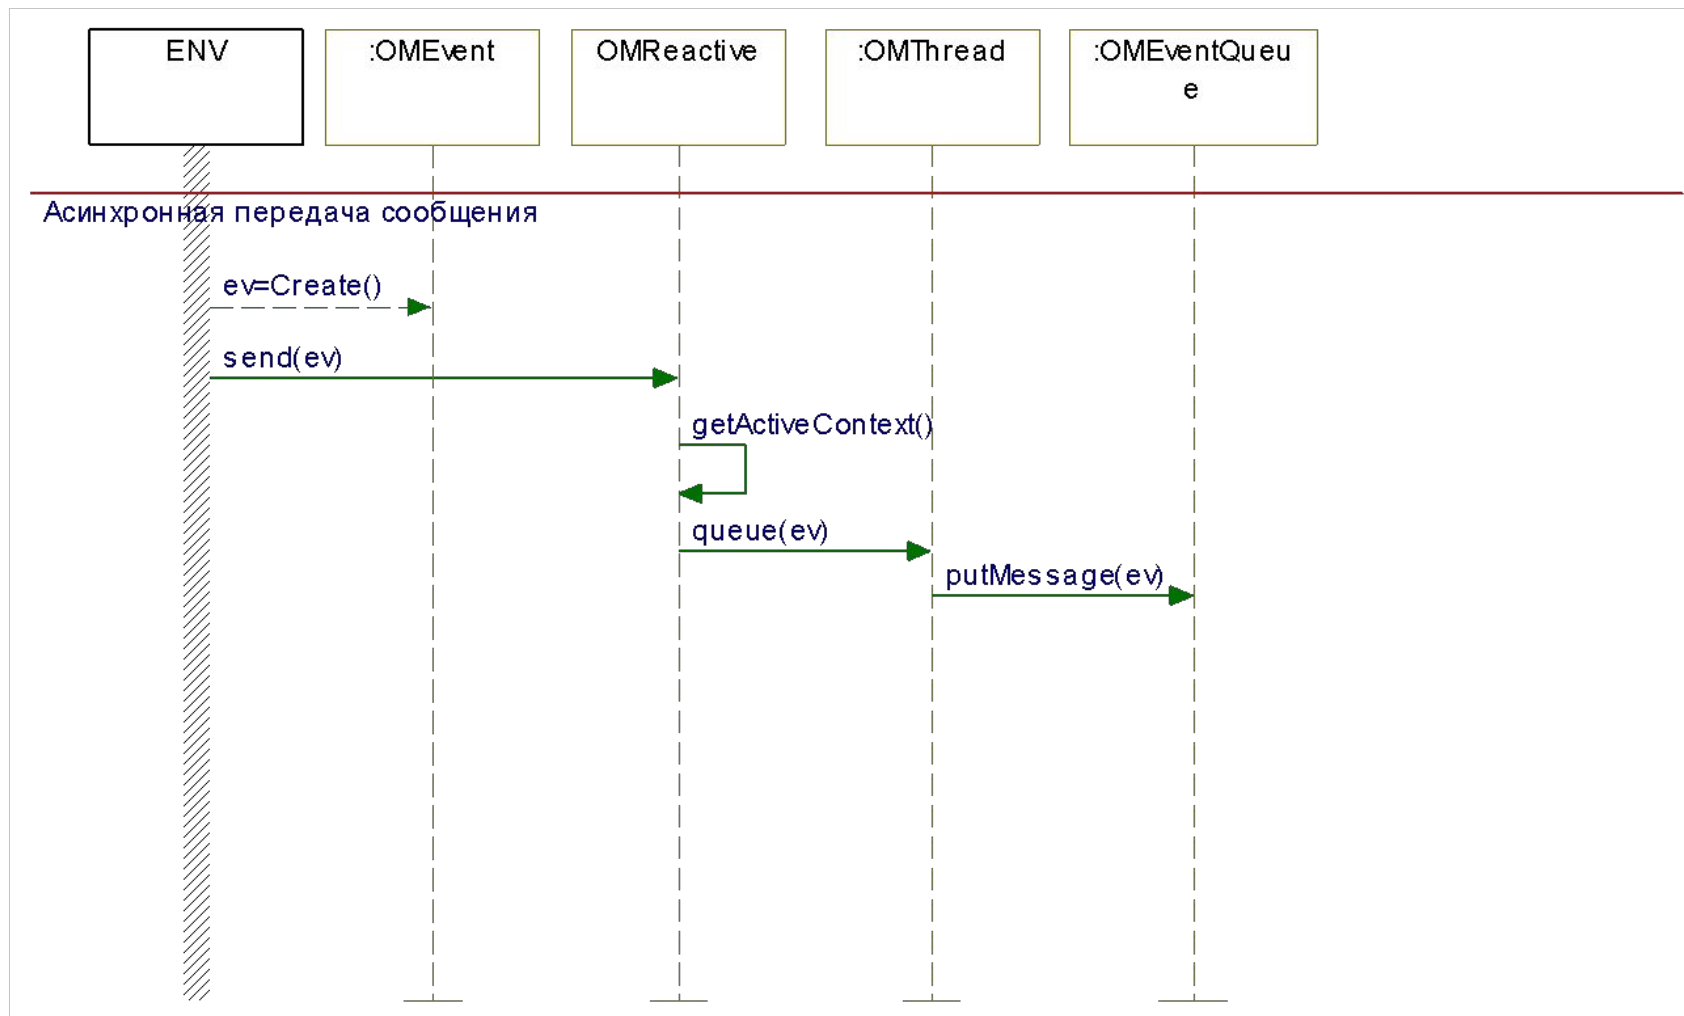 ENV
:OMEvent
OMReactive
:OMThread
:OMEventQueu
e
Асинхронная передача сообщения
ev=Create()
send(ev)
getActiveContext()
queue(ev)
putMessage(ev)